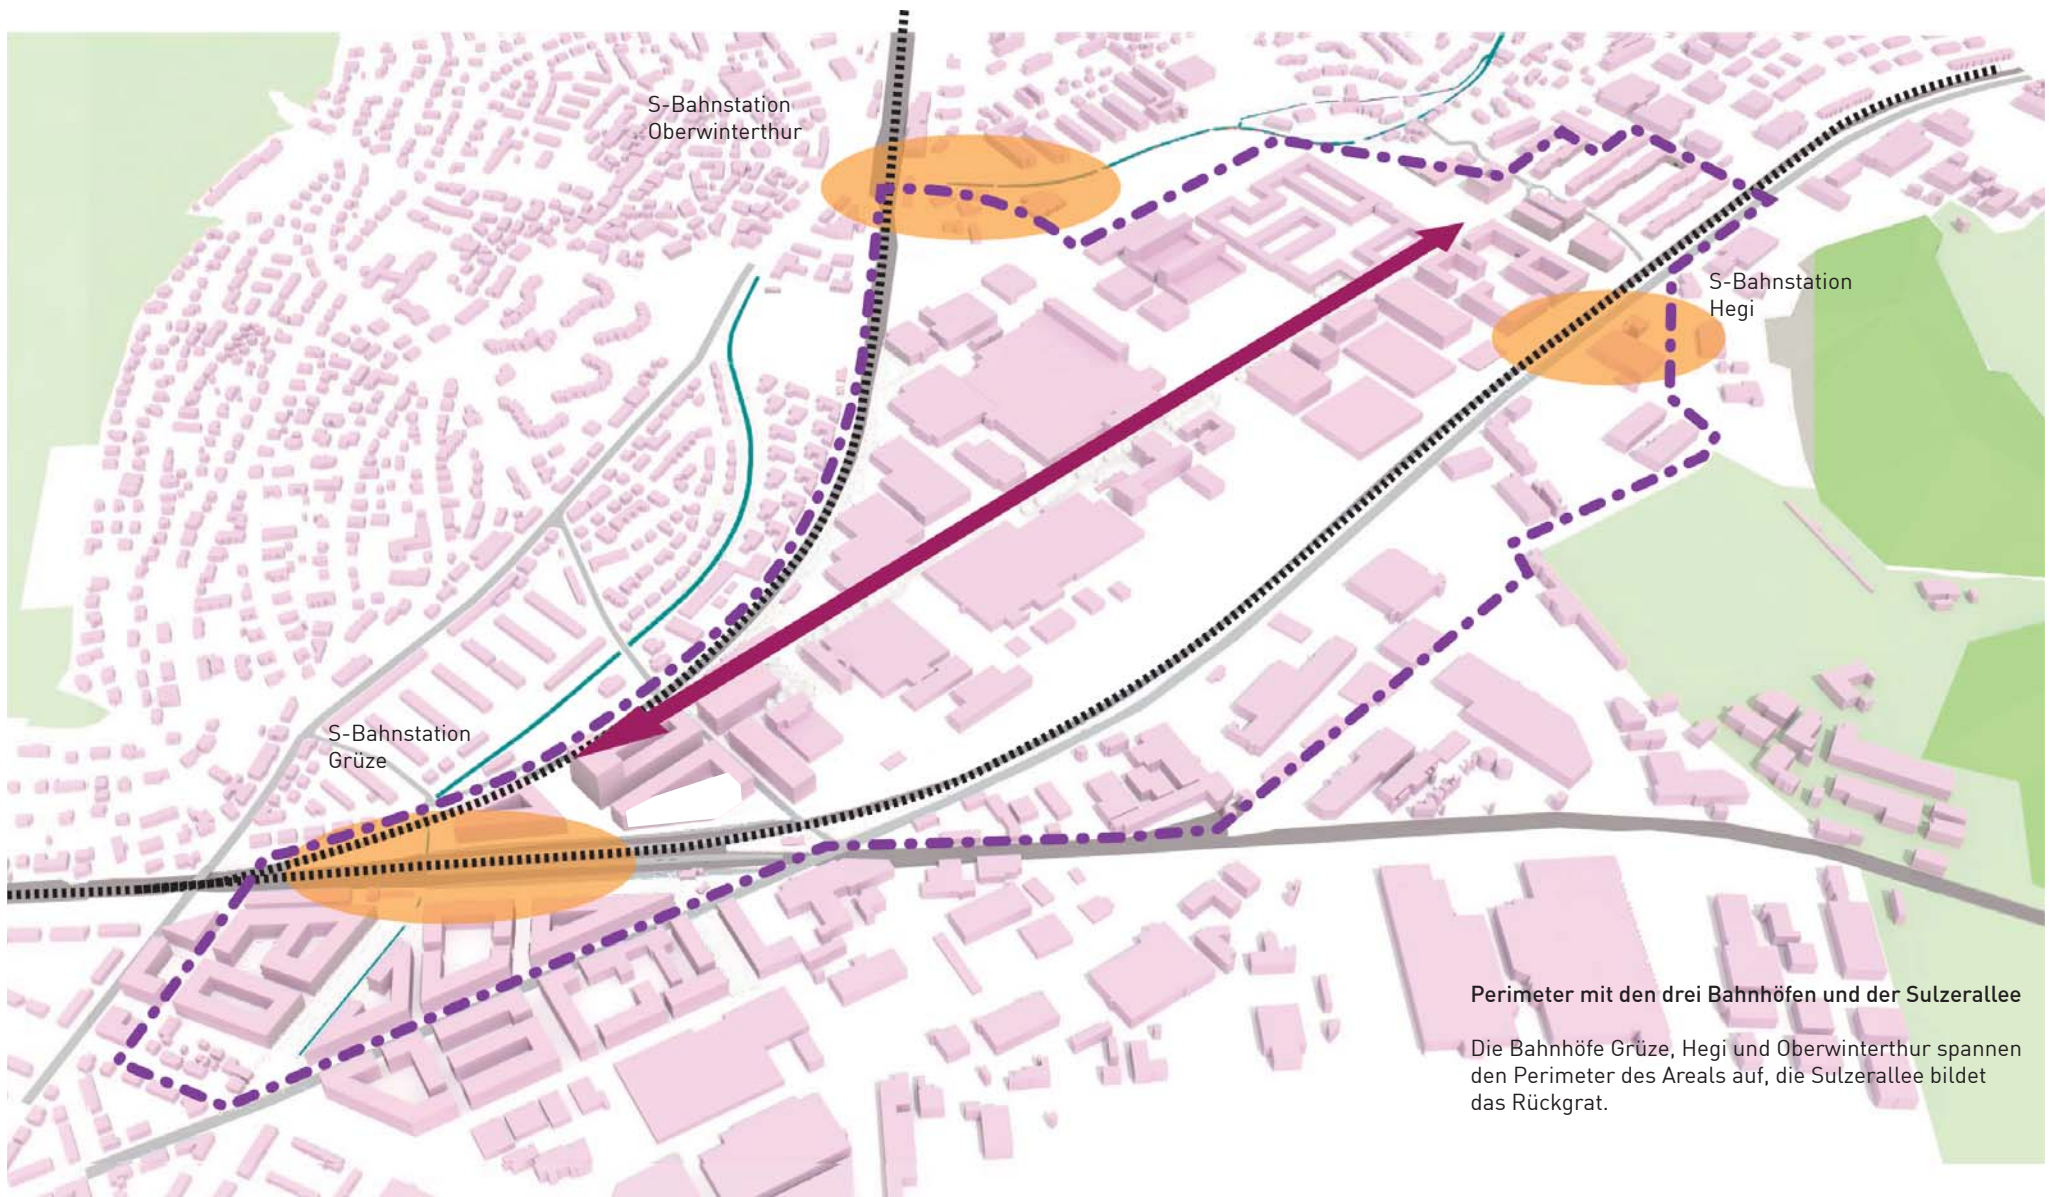 S-Bahnstation
Oberwinterthur
S-Bahnstation
Hegi
S-Bahnstation
Grüze
Perimeter mit den drei Bahnhöfen und der Sulzerallee
Die Bahnhöfe Grüze, Hegi und Oberwinterthur spannen
den Perimeter des Areals auf, die Sulzerallee bildet
das Rückgrat.